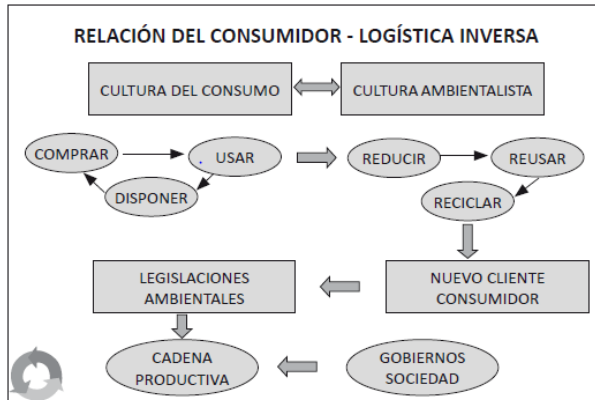 RELACIÓN DEL CONSUMIDOR - LOGÍSTICA INVERSA
CULTURA DEL CONSUMO
CULTURA AMBIENTALISTA
COMPRAR
USAR
DISPONER
REDUCIR
REUSAR
RECICLAR
LEGISLACIONES
AMBIENTALES
NUEVO CLIENTE
CONSUMIDOR
CADENA
PRODUCTIVA
GOBIERNOS
SOCIEDAD